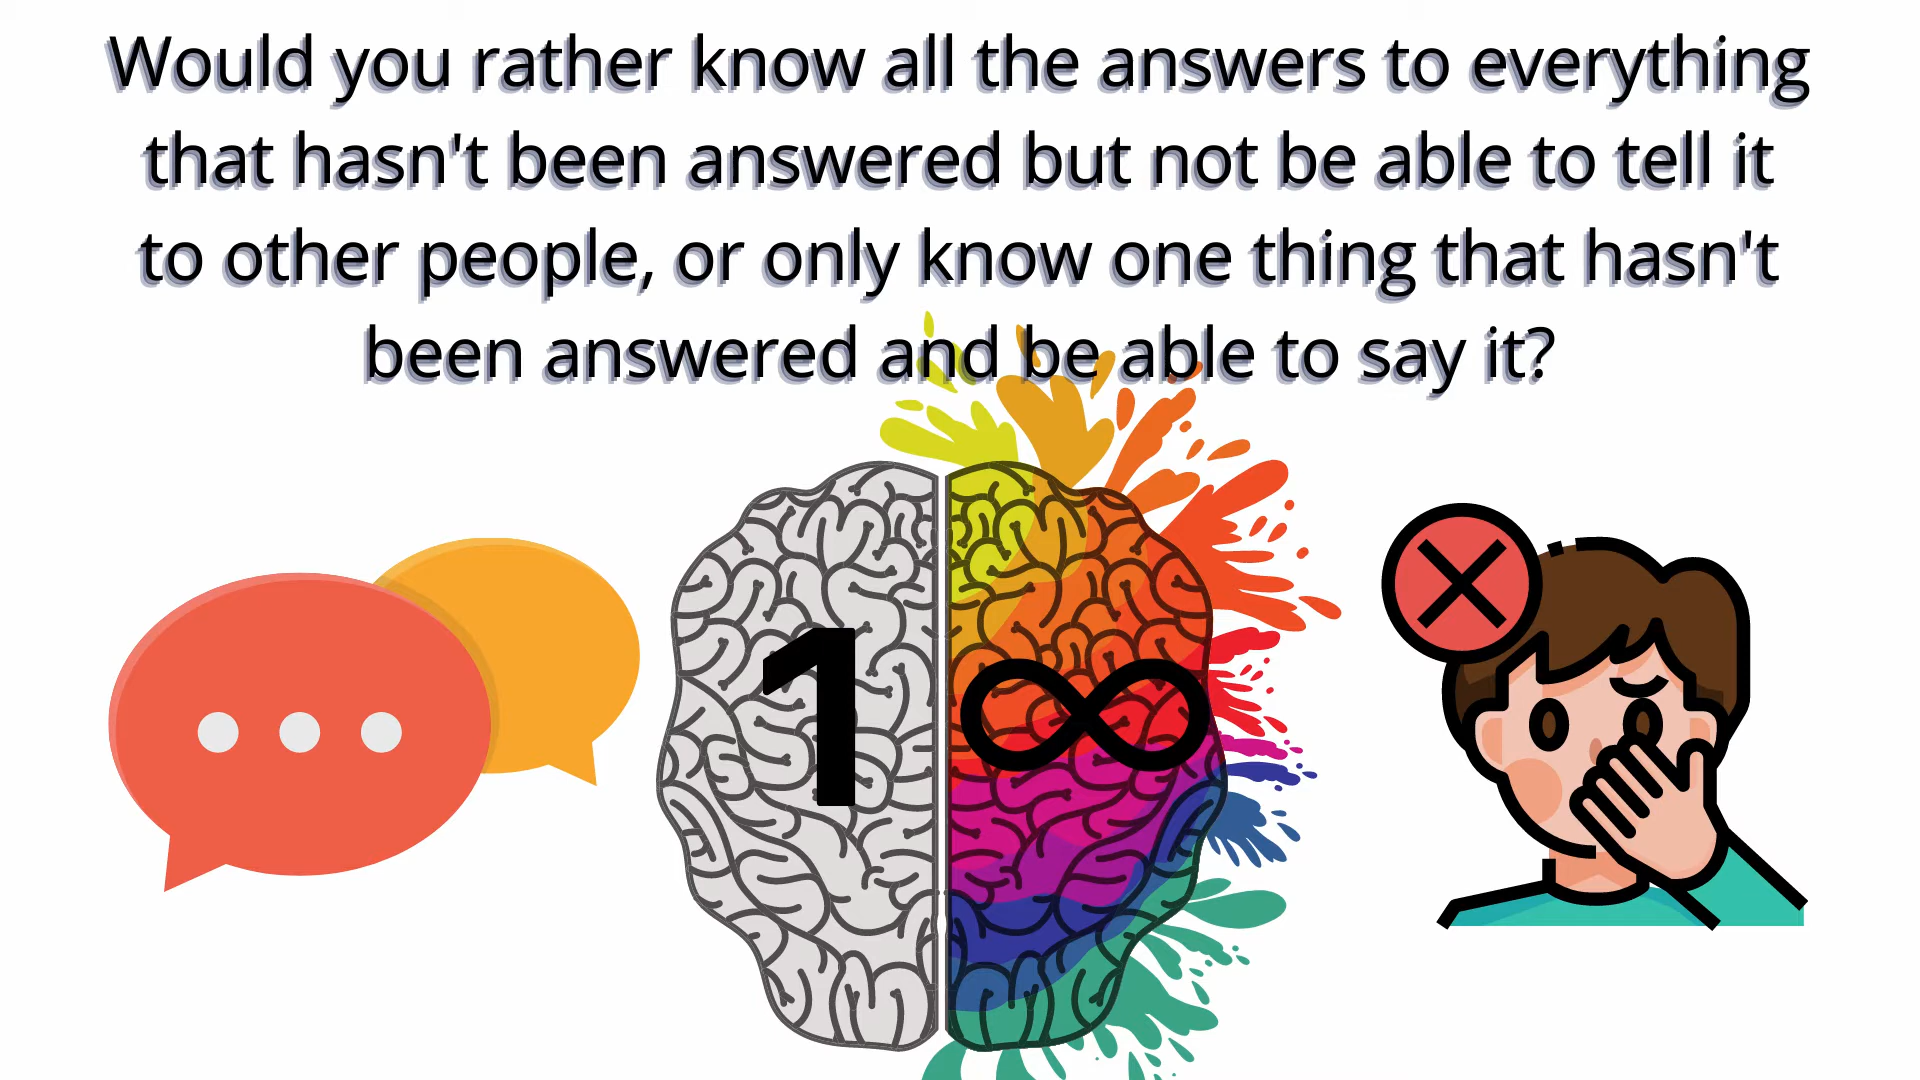 Would you rather know all the answers to everything
that hasn't been answered but not be able to tell it
to other people, or only know one thing that hasn't
been answered and be able to say it?
1 ∞